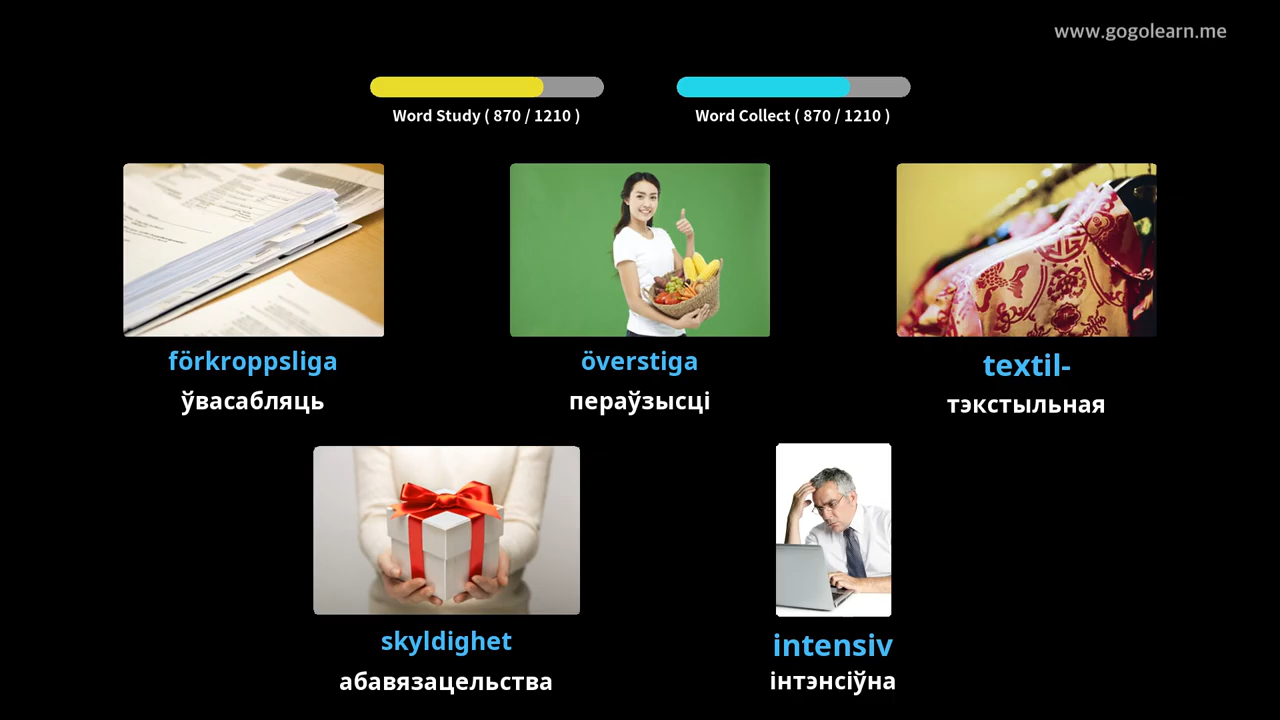 www.gogolearn.me
Word Study ( 870 / 1210 )
Word Collect ( 870 / 1210 )
förkroppsliga
ўвасабляць
överstiga
пераўзысці
textil-
тэкстыльная
skyldighet
абавязацельства
intensiv
інтэнсіўна